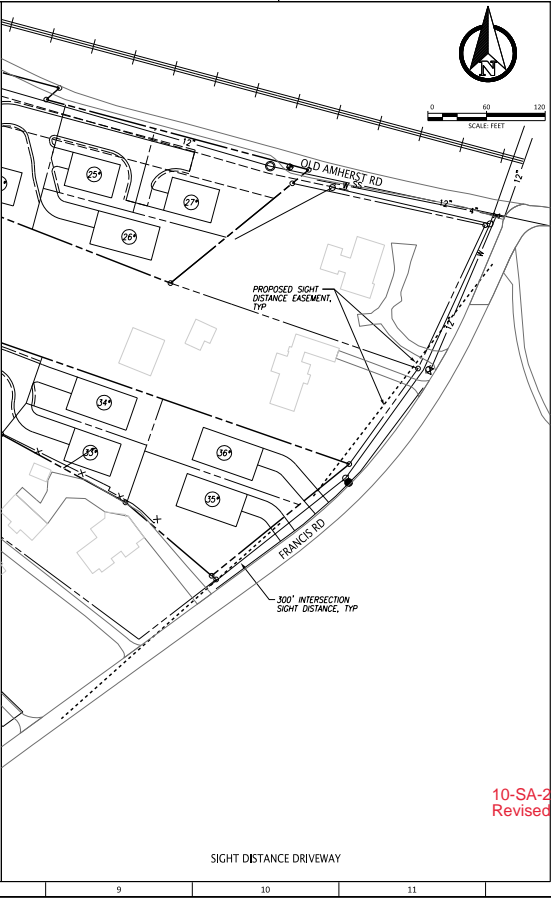 N
0 60 120
SCALE: FEET
12"
12"
OLD AMHERST RD
W SS
12"
4"
25*
27*
26*
W
PROPOSED SIGHT
DISTANCE EASEMENT,
TYP
12"
34*
33*
36*
35*
X
X
X
X
FRANCIS RD
300' INTERSECTION
SIGHT DISTANCE, TYP
10-SA-2
Revised
SIGHT DISTANCE DRIVEWAY
9 10 11